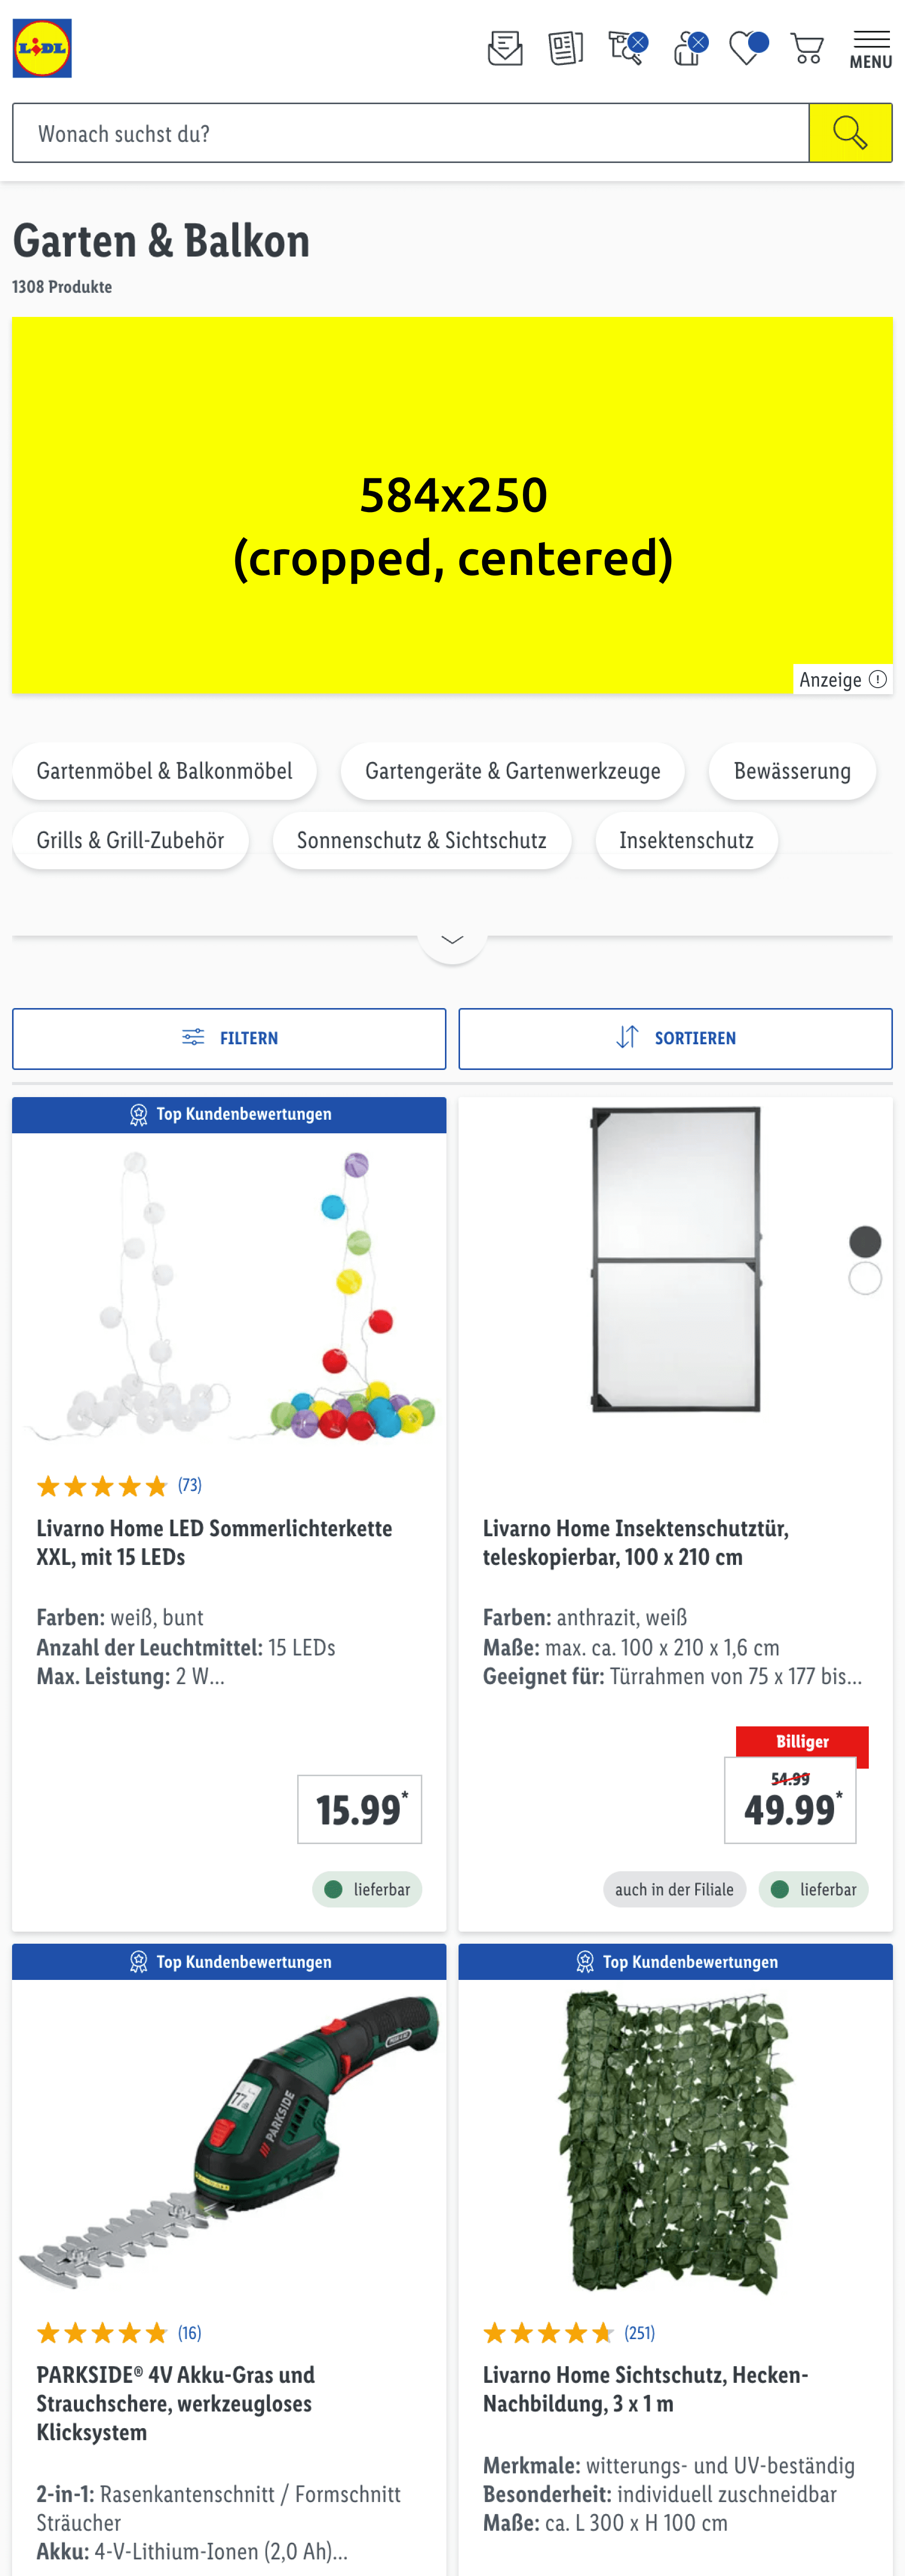 LIDL
MENU
Wonach suchst du?
Garten & Balkon
1308 Produkte
584x250
(cropped, centered)
Anzeige
Gartenmöbel & Balkonmöbel
Gartengeräte & Gartenwerkzeuge
Bewässerung
Grills & Grill-Zubehör
Sonnenschutz & Sichtschutz
Insektenschutz
FILTERN
SORTIEREN
Top Kundenbewertungen
(73)
Livarno Home LED Sommerlichterkette
XXL, mit 15 LEDs
Farben: weiß, bunt
Anzahl der Leuchtmittel: 15 LEDs
Max. Leistung: 2 W...
15.99*
lieferbar
Livarno Home Insektenschutztür,
teleskopierbar, 100 x 210 cm
Farben: anthrazit, weiß
Maße: max. ca. 100 x 210 x 1,6 cm
Geeignet für: Türrahmen von 75 x 177 bis...
Billiger
54.99
49.99*
auch in der Filiale
lieferbar
Top Kundenbewertungen
PARKSIDE
(16)
PARKSIDE® 4V Akku-Gras und
Strauchschere, werkzeugloses
Klicksystem
2-in-1: Rasenkantenschnitt / Formschnitt
Sträucher
Akku: 4-V-Lithium-Ionen (2,0 Ah)...
Top Kundenbewertungen
(251)
Livarno Home Sichtschutz, Hecken-
Nachbildung, 3 x 1 m
Merkmale: witterungs- und UV-beständig
Besonderheit: individuell zuschneidbar
Maße: ca. L 300 x H 100 cm